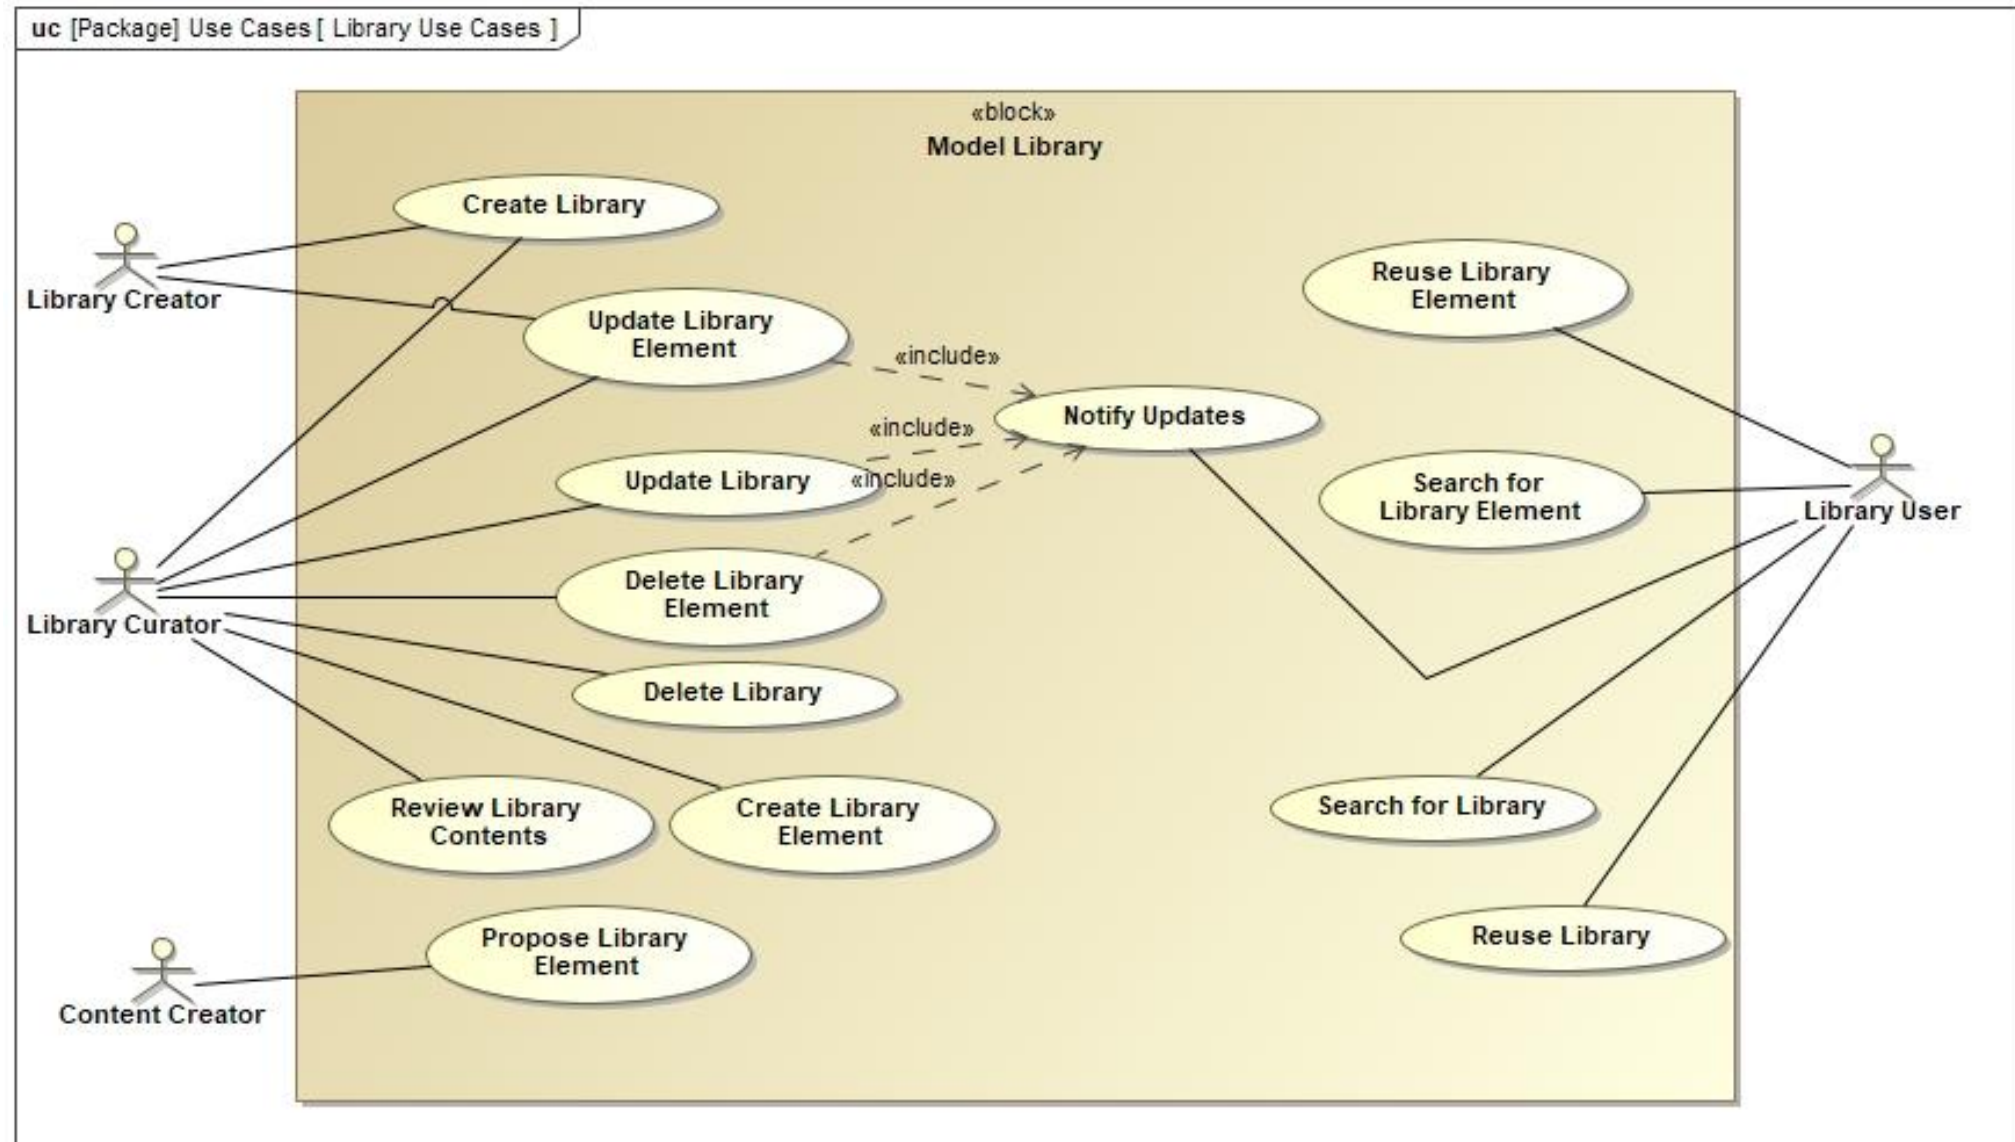 uc [Package] Use Cases [ Library Use Cases ]
«block»
Model Library
Create Library
Library Creator
Update Library
Element
«include»
Reuse Library
Element
Notify Updates
«include»
Update Library
«include»
Search for
Library Element
Library User
Delete Library
Element
Library Curator
Delete Library
Review Library
Contents
Create Library
Element
Search for Library
Propose Library
Element
Reuse Library
Content Creator